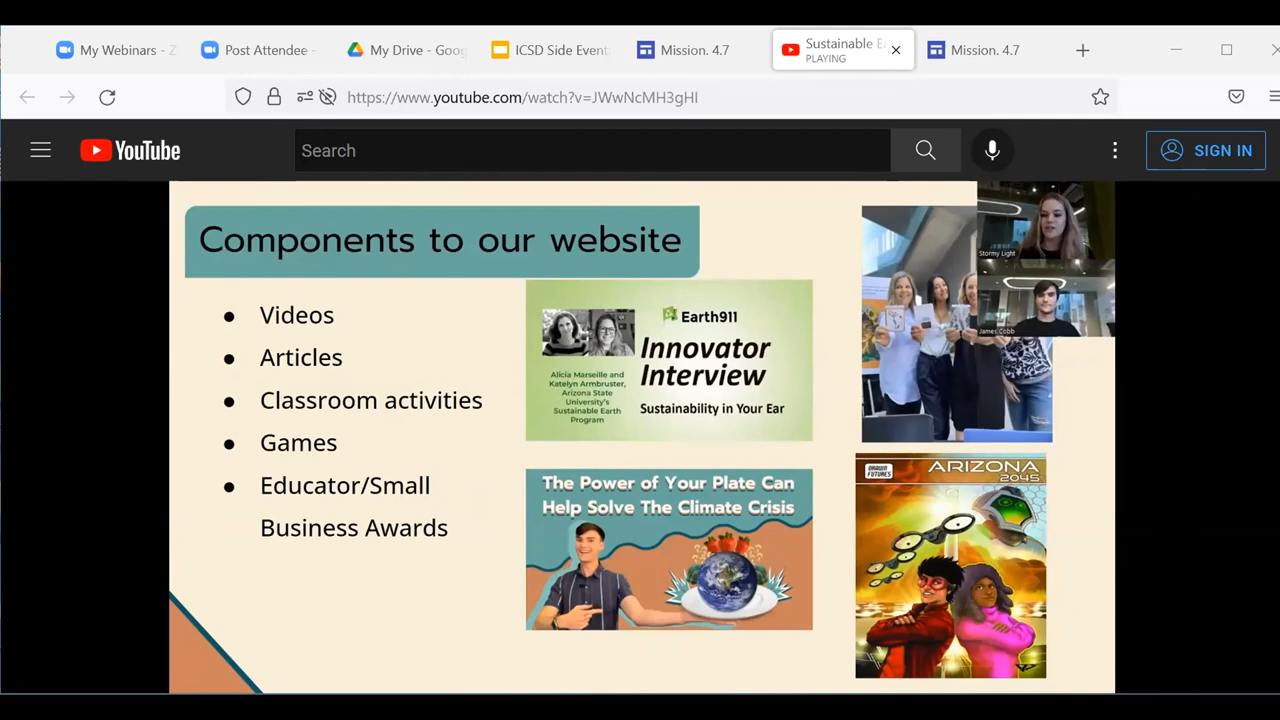 My Webinars - Z
Post Attendee -
My Drive - Goog
ICSD Side Event
Mission. 4.7
Sustainable Ea
PLAYING
Mission. 4.7
https://www.youtube.com/watch?v=JWwNcMH3gHI
YouTube
Search
SIGN IN
Components to our website
• Videos
• Articles
• Classroom activities
• Games
• Educator/Small
Business Awards
Earth911
Innovator
Interview
Sustainability in Your Ear
Alicia Marseille and
Katelyn Armbruster,
Arizona State
University's
Sustainable Earth
Program
The Power of Your Plate Can
Help Solve The Climate Crisis
Stormy Light
James Cobb
DRAWN
FUTURES
ARIZONA
2045